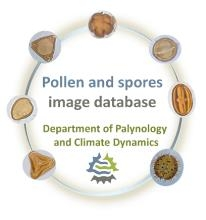 Pollen and spores
image database
Department of Palynology
and Climate Dynamics